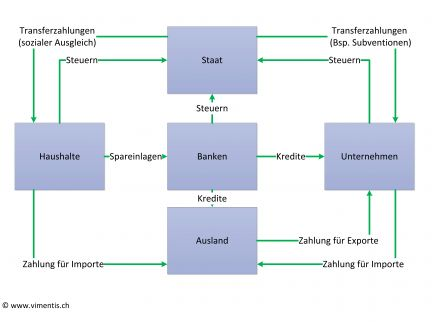 Transferzahlungen
(sozialer Ausgleich)
Transferzahlungen
(Bsp. Subventionen)
Steuern
Staat
Steuern
Steuern
Haushalte
Spareinlagen
Banken
Kredite
Unternehmen
Kredite
Ausland
Zahlung für Exporte
Zahlung für Importe
Zahlung für Importe
© www.vimentis.ch